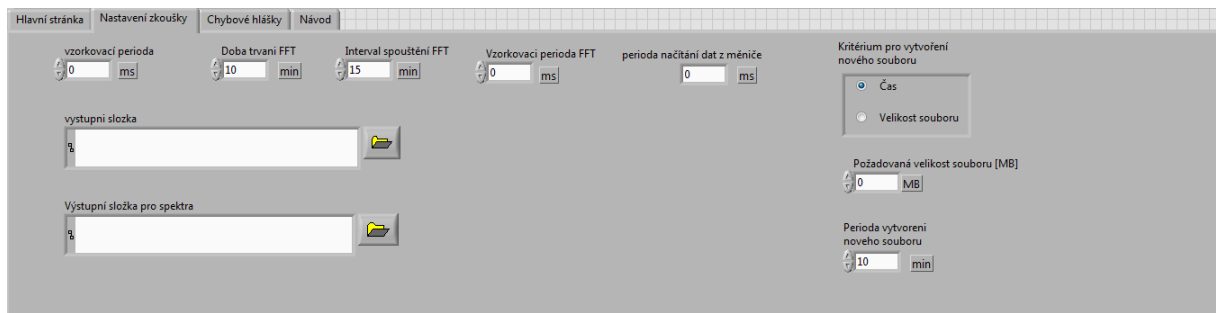 Hlavní stránka
Nastavení zkoušky
Chybové hlášky
Návod
vzorkovací perioda
0 ms
Doba trvani FFT
10 min
Interval spouštění FFT
15 min
Vzorkovaci perioda FFT
0 ms
perioda načítání dat z měniče
0 ms
Kritérium pro vytvoření
nového souboru
Čas
Velikost souboru
vystupni slozka
Požadovaná velikost souboru [MB]
0 MB
Výstupní složka pro spektra
Perioda vytvoreni
noveho souboru
10 min